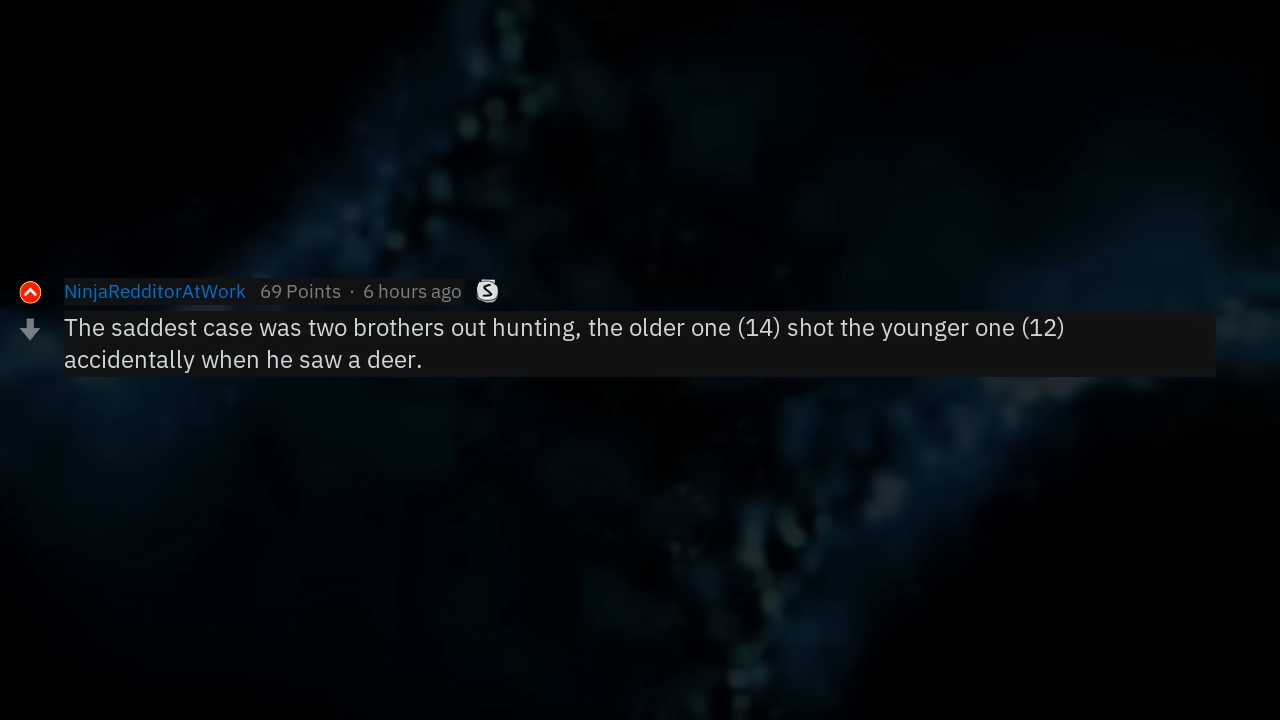 NinjaRedditorAtWork 69 Points · 6 hours ago
The saddest case was two brothers out hunting, the older one (14) shot the younger one (12)
accidentally when he saw a deer.